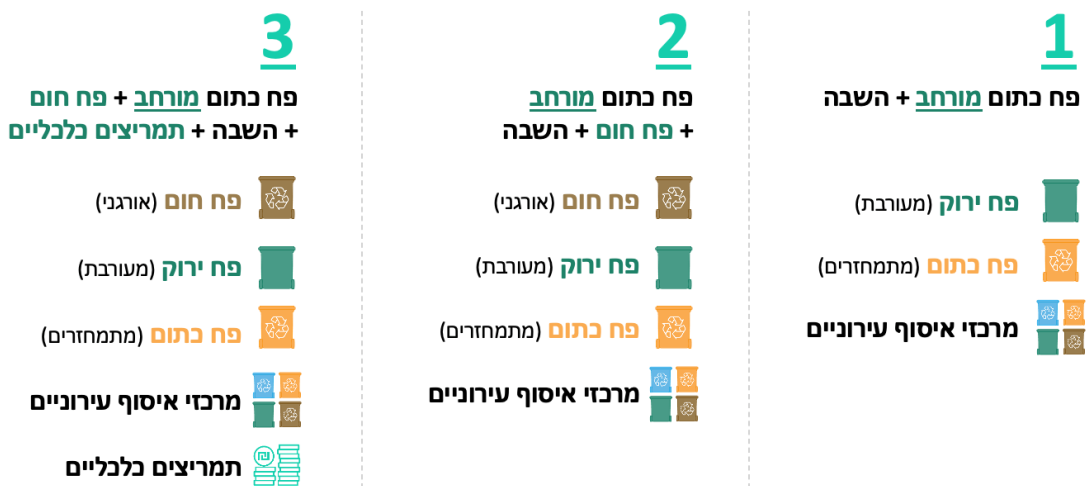 1
פח כתום מורחב + השבה
פח ירוק (מעורבת)
פח כתום (מתמחזרים)
מרכזי איסוף עירוניים
2
פח כתום מורחב
+ פח חום + השבה
פח חום (אורגני)
פח ירוק (מעורבת)
פח כתום (מתמחזרים)
מרכזי איסוף עירוניים
3
פח כתום מורחב + פח חום
+ השבה + תמריצים כלכליים
פח חום (אורגני)
פח ירוק (מעורבת)
פח כתום (מתמחזרים)
מרכזי איסוף עירוניים
₪
תמריצים כלכליים